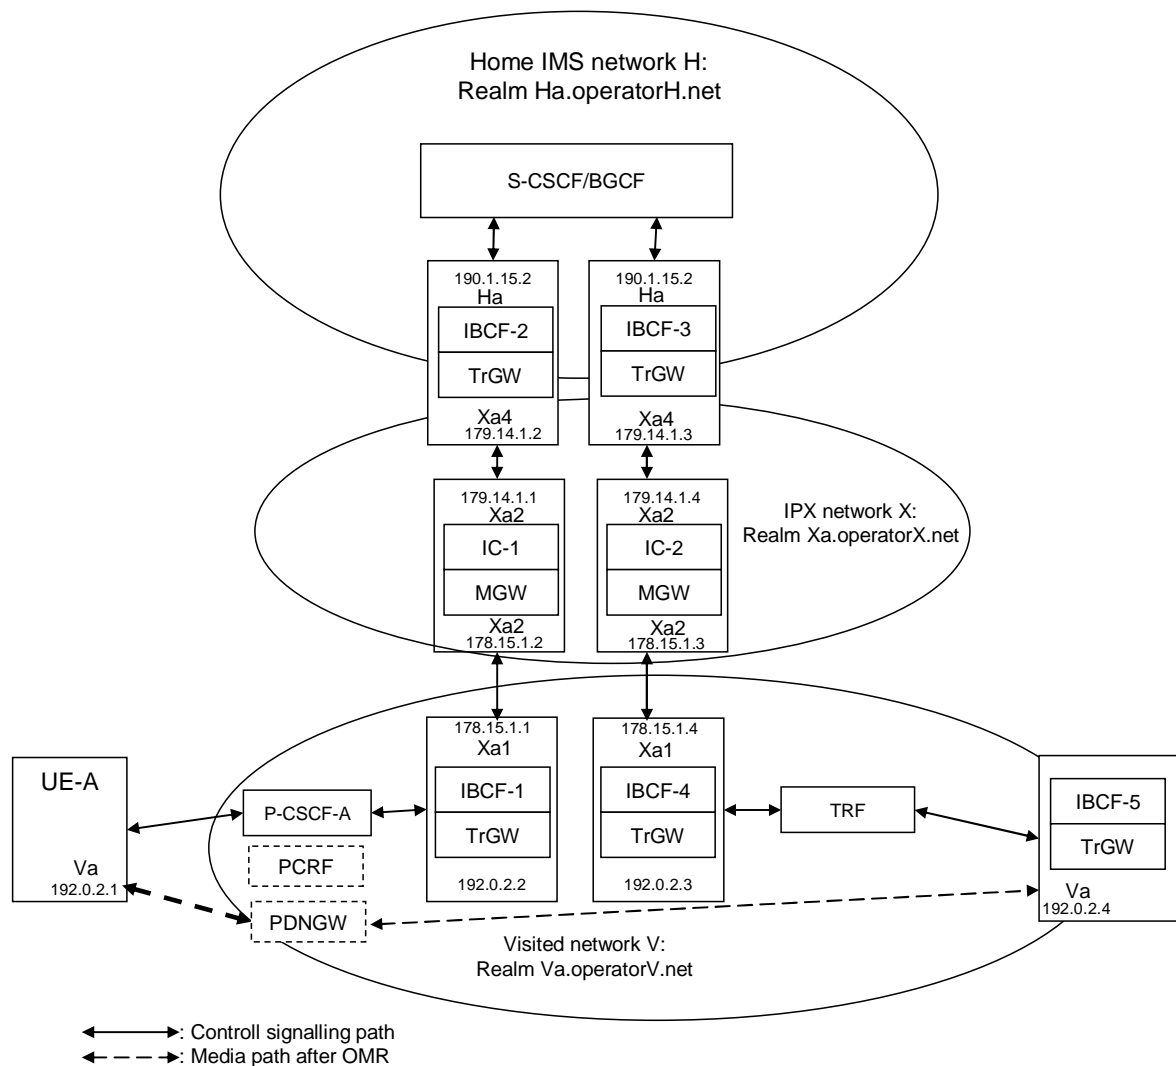 Home IMS network H:
Realm Ha.operatorH.net
S-CSCF/BGCF
190.1.15.2
Ha
IBCF-2
TrGW
Xa4
179.14.1.2
190.1.15.2
Ha
IBCF-3
TrGW
Xa4
179.14.1.3
179.14.1.1
Xa2
IC-1
MGW
Xa2
178.15.1.2
179.14.1.4
Xa2
IC-2
MGW
Xa2
178.15.1.3
IPX network X:
Realm Xa.operatorX.net
178.15.1.1
Xa1
IBCF-1
TrGW
192.0.2.2
178.15.1.4
Xa1
IBCF-4
TrGW
192.0.2.3
UE-A
Va
192.0.2.1
P-CSCF-A
PCRF
PDNGW
TRF
IBCF-5
TrGW
Va
192.0.2.4
Visited network V:
Realm Va.operatorV.net
: Controll signalling path
: Media path after OMR